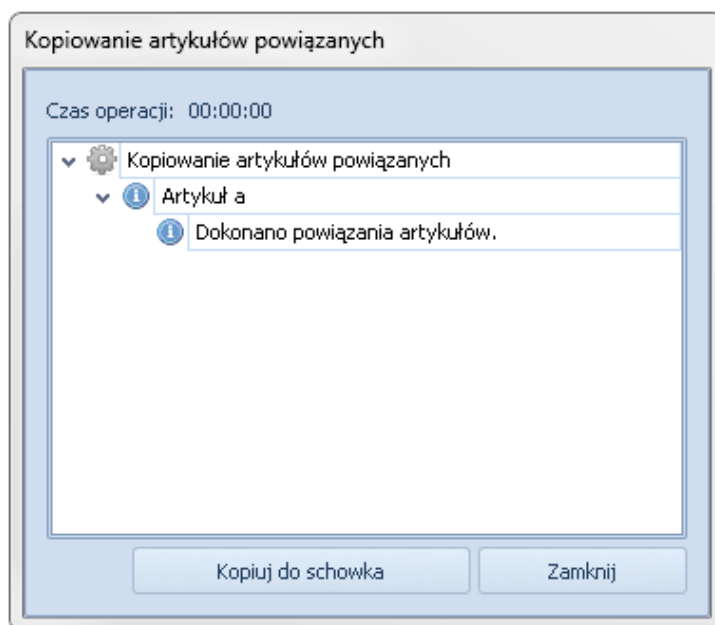 Kopiowanie artykułów powiązanych
Czas operacji: 00:00:00
Kopiowanie artykułów powiązanych
Artykuł a
Dokonano powiązania artykułów.
Kopiuj do schowka Zamknij